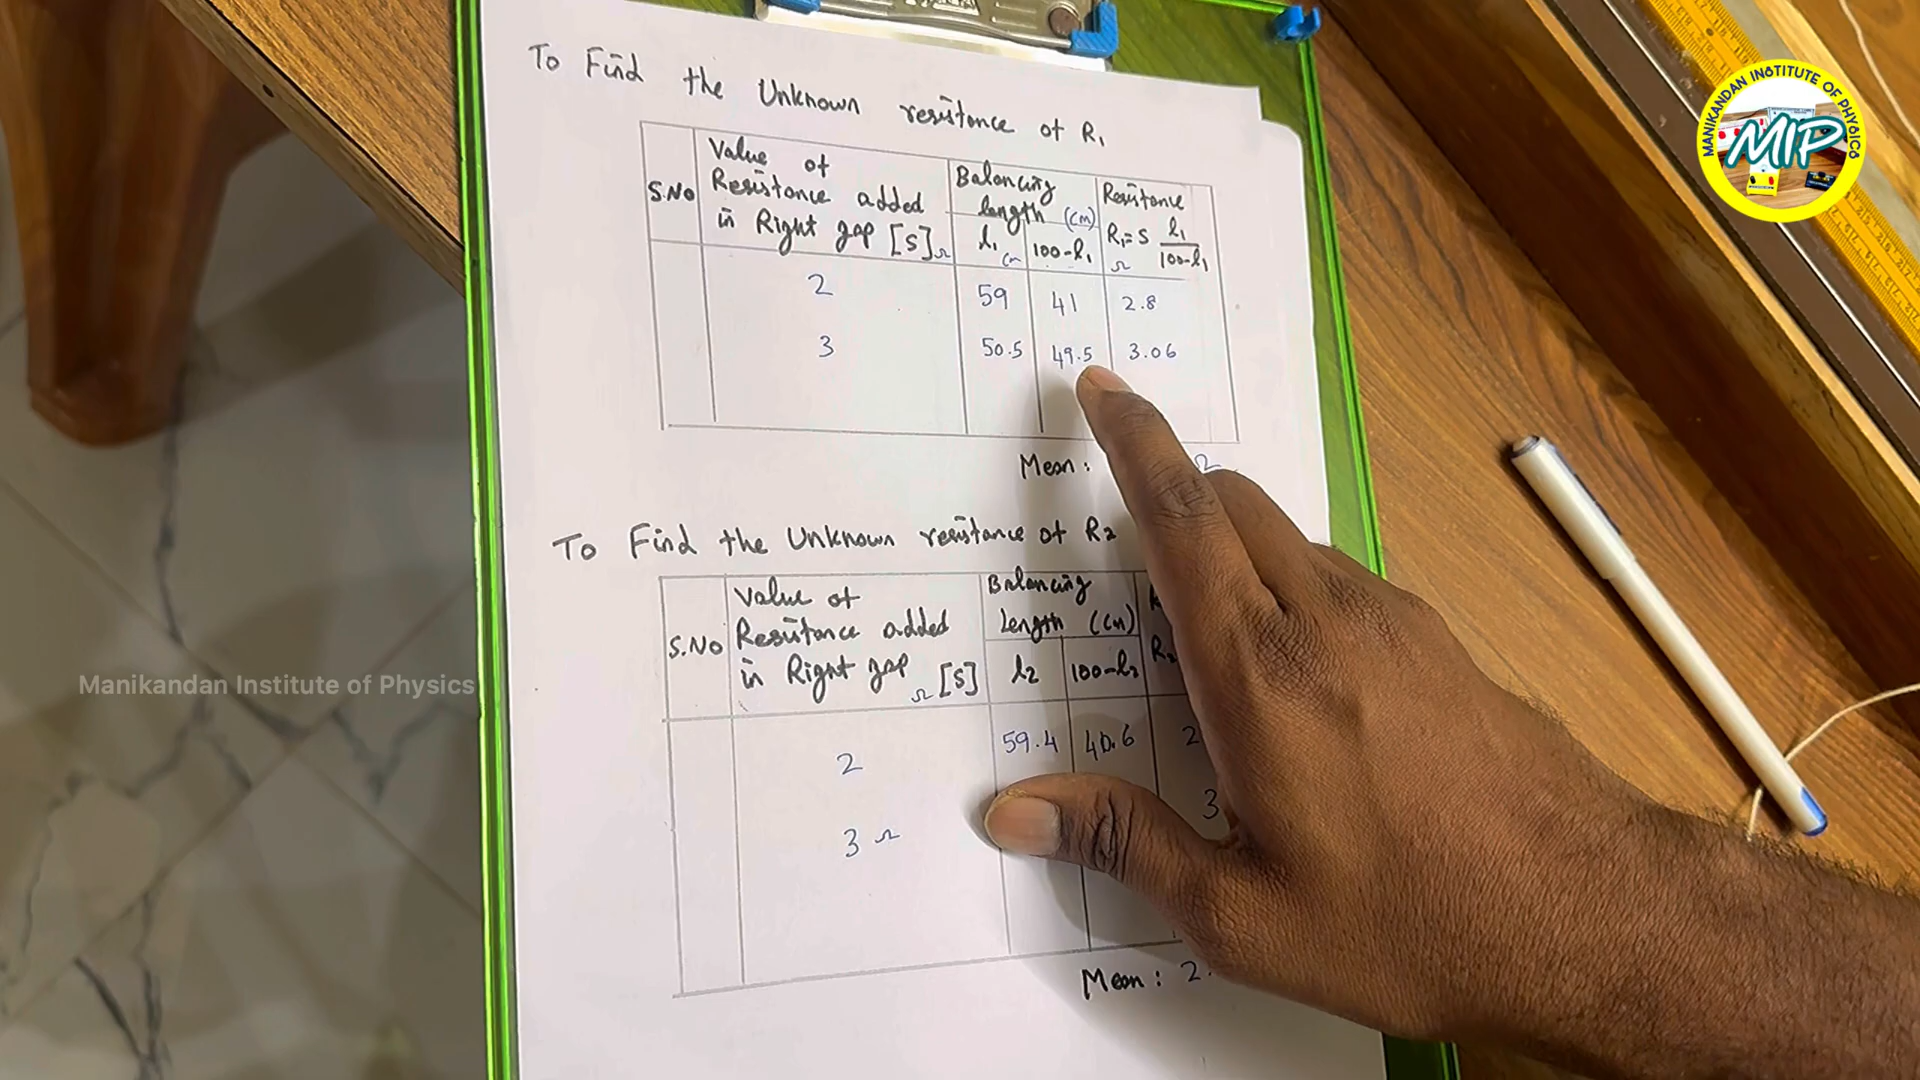 To Find the Unknown resistance of R1
S.No
Value of
Resistance added
in Right gap [S] Ω
Balancing
length (cm)
l1 cm
100-l1
Resistance
R1=S l1/100-l1
Ω
2 59 41 2.8
3 50.5 49.5 3.06
Mean: Ω
To Find the Unknown resistance of R2
S.No
Value of
Resistance added
in Right gap Ω [S]
Balancing
length (cm)
l2
100-l2
2 59.4 40.6 2
3 Ω 3
Mean: 2.
MANIKANDAN INSTITUTE OF PHYSICS
MIP
Manikandan Institute of Physics